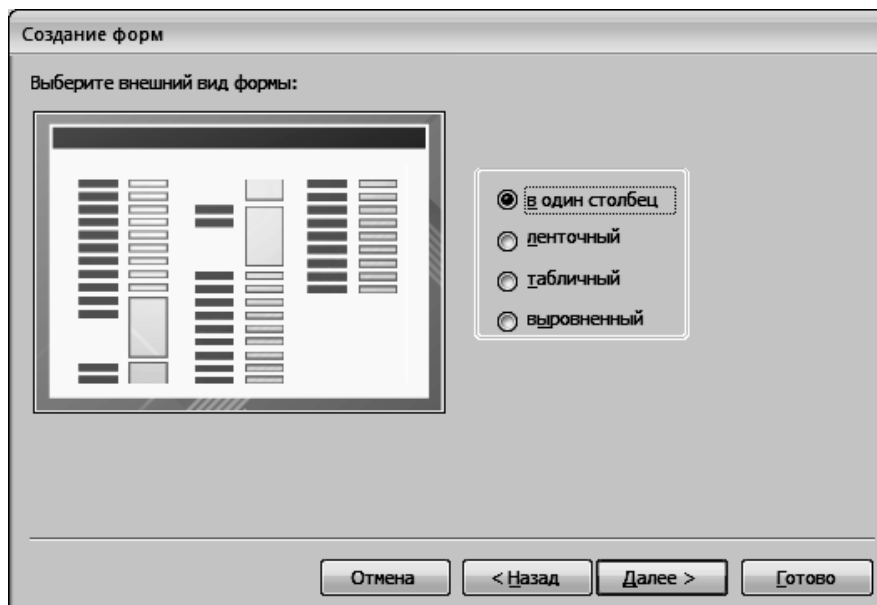 Создание форм
Выберите внешний вид формы:
в один столбец
ленточный
табличный
выровненный
Отмена
< Назад
Далее >
Готово